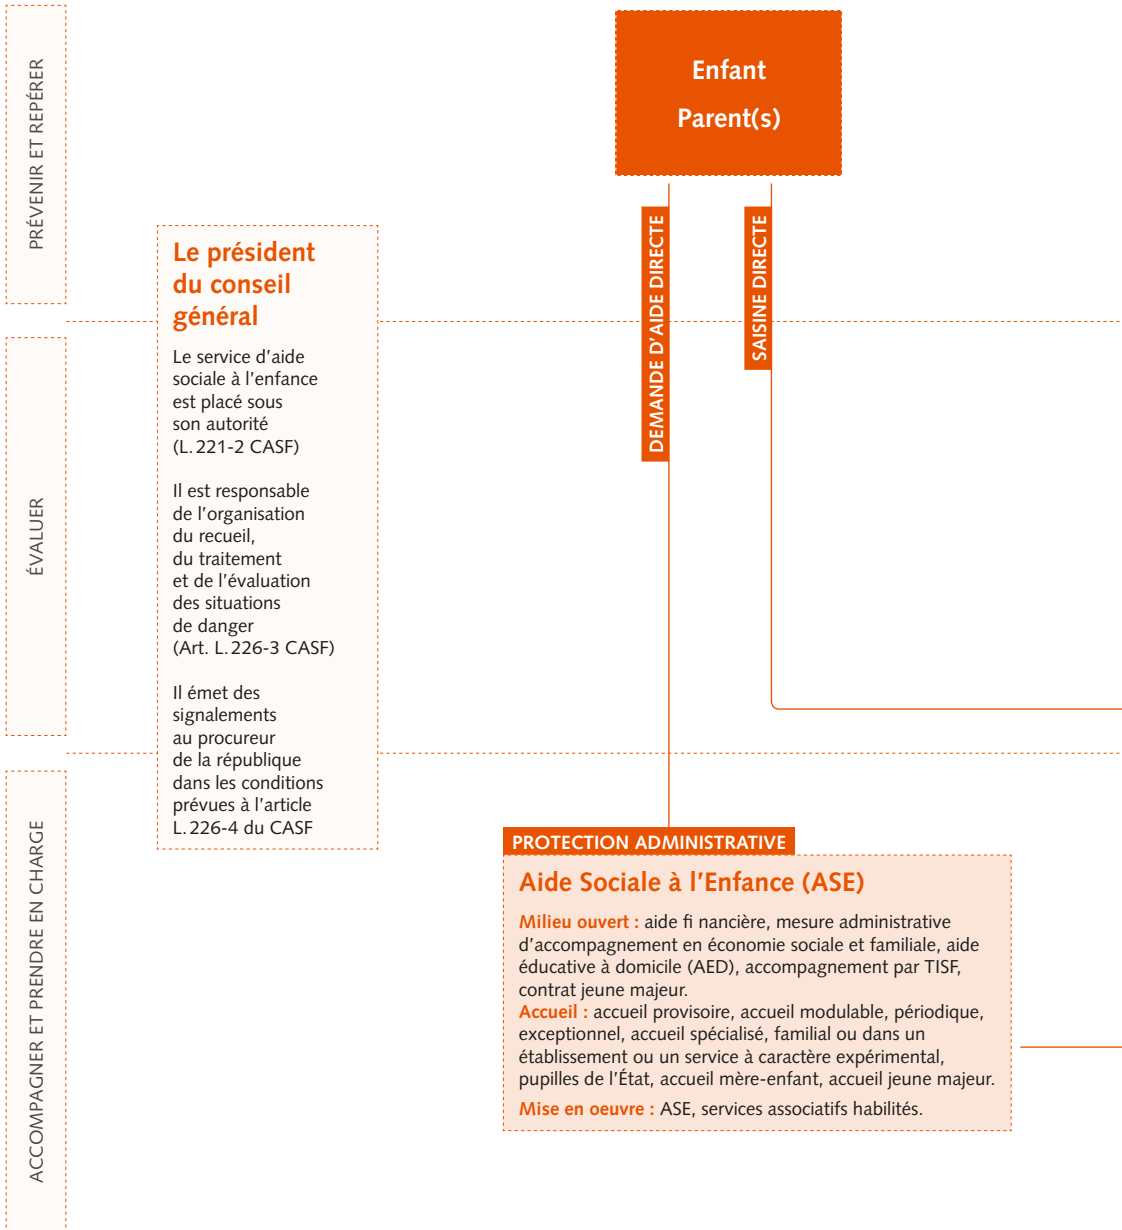 PRÉVENIR ET REPÉRER
Enfant
Parent(s)
DEMANDE D'AIDE DIRECTE
SAISINE DIRECTE
Le président
du conseil
général
Le service d'aide
sociale à l'enfance
est placé sous
son autorité
(L. 221-2 CASF)
Il est responsable
de l'organisation
du recueil,
du traitement
et de l'évaluation
des situations
de danger
(Art. L. 226-3 CASF)
Il émet des
signalements
au procureur
de la république
dans les conditions
prévues à l'article
L. 226-4 du CASF
ÉVALUER
ACCOMPAGNER ET PRENDRE EN CHARGE
PROTECTION ADMINISTRATIVE
Aide Sociale à l'Enfance (ASE)
Milieu ouvert : aide fi nancière, mesure administrative
d'accompagnement en économie sociale et familiale, aide
éducative à domicile (AED), accompagnement par TISF,
contrat jeune majeur.
Accueil : accueil provisoire, accueil modulable, périodique,
exceptionnel, accueil spécialisé, familial ou dans un
établissement ou un service à caractère expérimental,
pupilles de l'État, accueil mère-enfant, accueil jeune majeur.
Mise en oeuvre : ASE, services associatifs habilités.